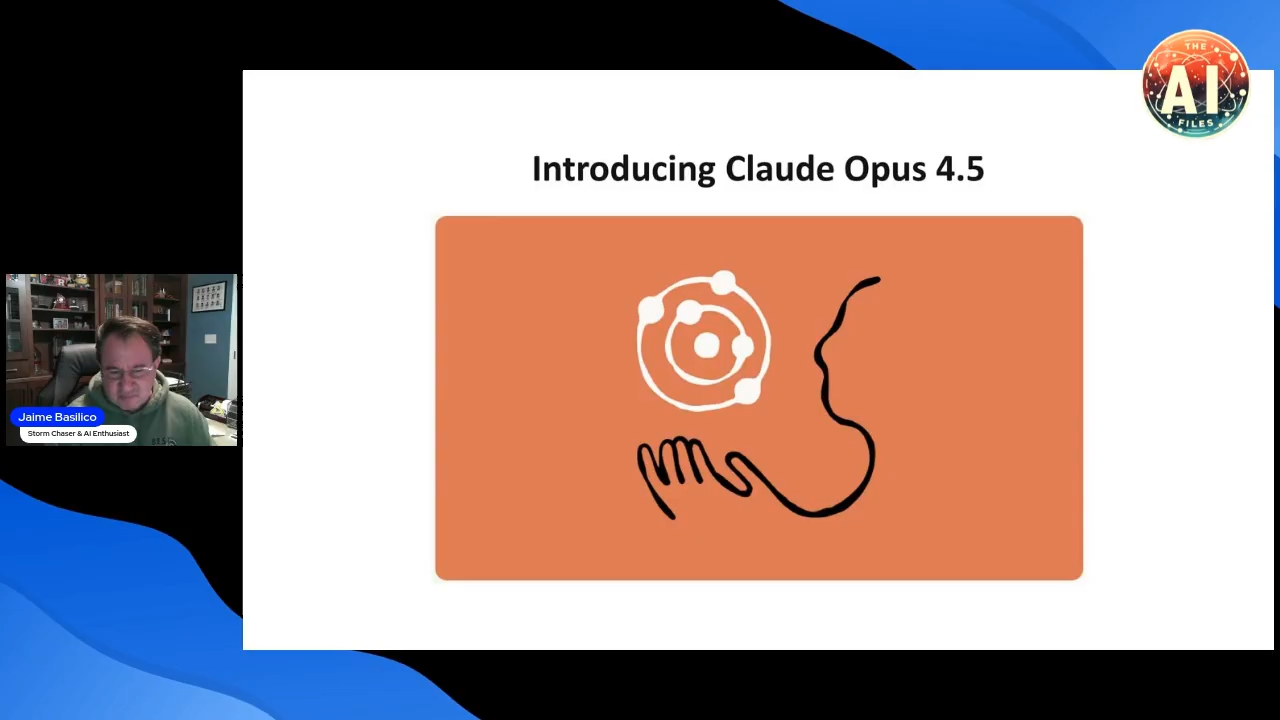 THE
AI
FILES
Introducing Claude Opus 4.5
Jaime Basilico
Storm Chaser & AI Enthusiast